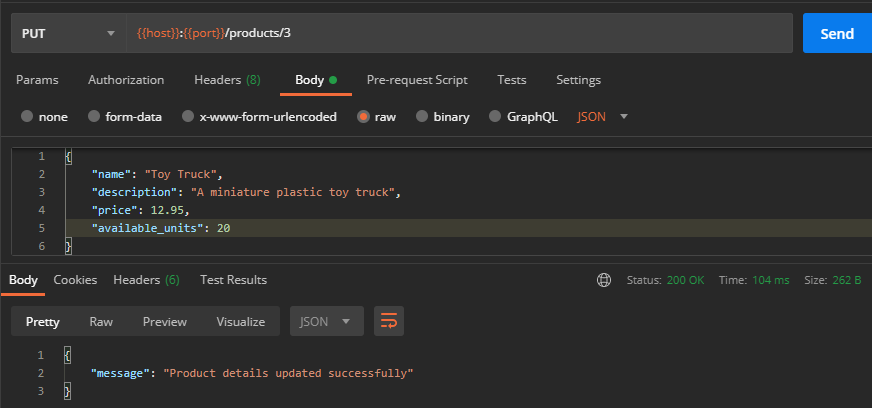 PUT {{host}}:{{port}}/products/3 Send
Params Authorization Headers (8) Body Pre-request Script Tests Settings
none form-data x-www-form-urlencoded raw binary GraphQL JSON
1 {
2 "name": "Toy Truck",
3 "description": "A miniature plastic toy truck",
4 "price": 12.95,
5 "available_units": 20
6 }
Body Cookies Headers (6) Test Results Status: 200 OK Time: 104 ms Size: 262 B
Pretty Raw Preview Visualize JSON
1 {
2 "message": "Product details updated successfully"
3 }